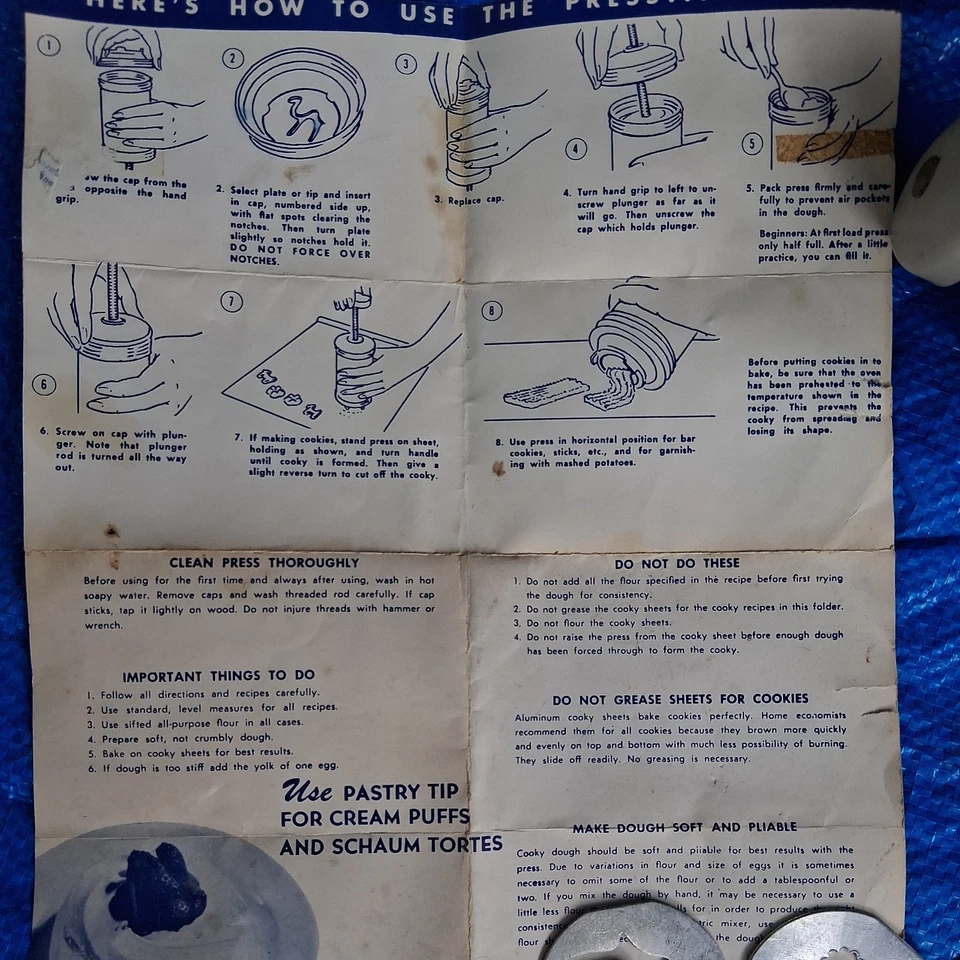 HERE'S HOW TO USE THE
1
2
3
4
5
the cap from the
opposite the hand
grip.
2. Select plate or tip and insert
in cap, numbered side up,
with flat spots clearing the
notches. Then turn plate
slightly so notches hold it.
DO NOT FORCE OVER
NOTCHES.
3. Replace cap.
4. Turn hand grip to left to un-
screw plunger as far as it
will go. Then unscrew the
cap which holds plunger.
5. Pack press firmly and care-
fully to prevent air pockets
in the dough.
Beginners: At first load press
only half full. After a little
practice, you can fill it.
6
7
8
6. Screw on cap with plun-
ger. Note that plunger
rod is turned all the way
out.
7. If making cookies, stand press on sheet,
holding as shown, and turn handle
until cooky is formed. Then give a
slight reverse turn to cut off the cooky.
8. Use press in horizontal position for bar
cookies, sticks, etc., and for garnish-
ing with mashed potatoes.
Before putting cookies in to
bake, be sure that the oven
has been preheated to the
temperature shown in the
recipe. This prevents the
cooky from spreading and
losing its shape.
CLEAN PRESS THOROUGHLY
Before using for the first time and always after using, wash in hot
soapy water. Remove caps and wash threaded rod carefully. If cap
sticks, tap it lightly on wood. Do not injure threads with hammer or
wrench.
IMPORTANT THINGS TO DO
1. Follow all directions and recipes carefully.
2. Use standard, level measures for all recipes.
3. Use sifted all-purpose flour in all cases.
4. Prepare soft, not crumbly dough.
5. Bake on cooky sheets for best results.
6. If dough is too stiff add the yolk of one egg.
Use PASTRY TIP
FOR CREAM PUFFS
AND SCHAUM TORTES
DO NOT DO THESE
1. Do not add all the flour specified in the recipe before first trying
the dough for consistency.
2. Do not grease the cooky sheets for the cooky recipes in this folder.
3. Do not flour the cooky sheets.
4. Do not raise the press from the cooky sheet before enough dough
has been forced through to form the cooky.
DO NOT GREASE SHEETS FOR COOKIES
Aluminum cooky sheets bake cookies perfectly. Home economists
recommend them for all cookies because they brown more quickly
and evenly on top and bottom with much less possibility of burning.
They slide off readily. No greasing is necessary.
MAKE DOUGH SOFT AND PLIABLE
Cooky dough should be soft and pliable for best results with the
press. Due to variations in flour and size of eggs it is sometimes
necessary to omit some of the flour or to add a tablespoonful or
two. If you mix the dough by hand, it may be necessary to use a
little less for in order to produce the
mixer, use
the